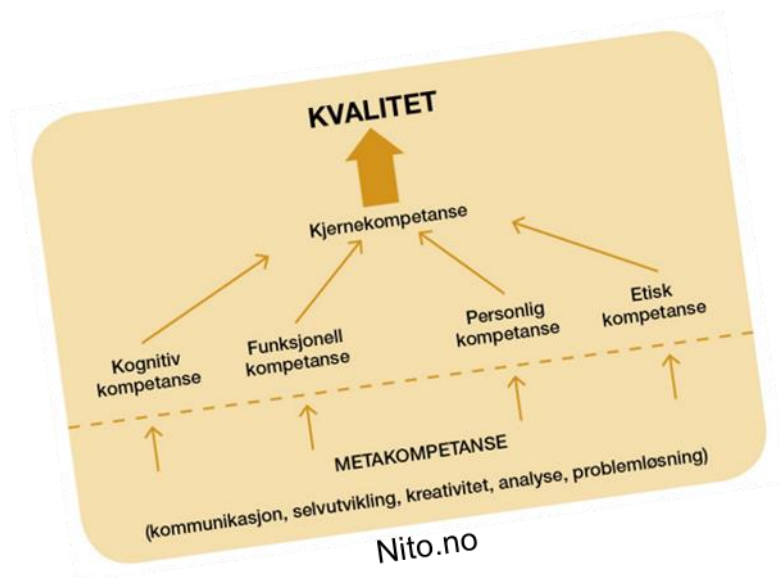 KVALITET
Kjernekompetanse
Kognitiv
kompetanse
Funksjonell
kompetanse
Personlig
kompetanse
Etisk
kompetanse
METAKOMPETANSE
(kommunikasjon, selvutvikling, kreativitet, analyse, problemløsning)
Nito.no